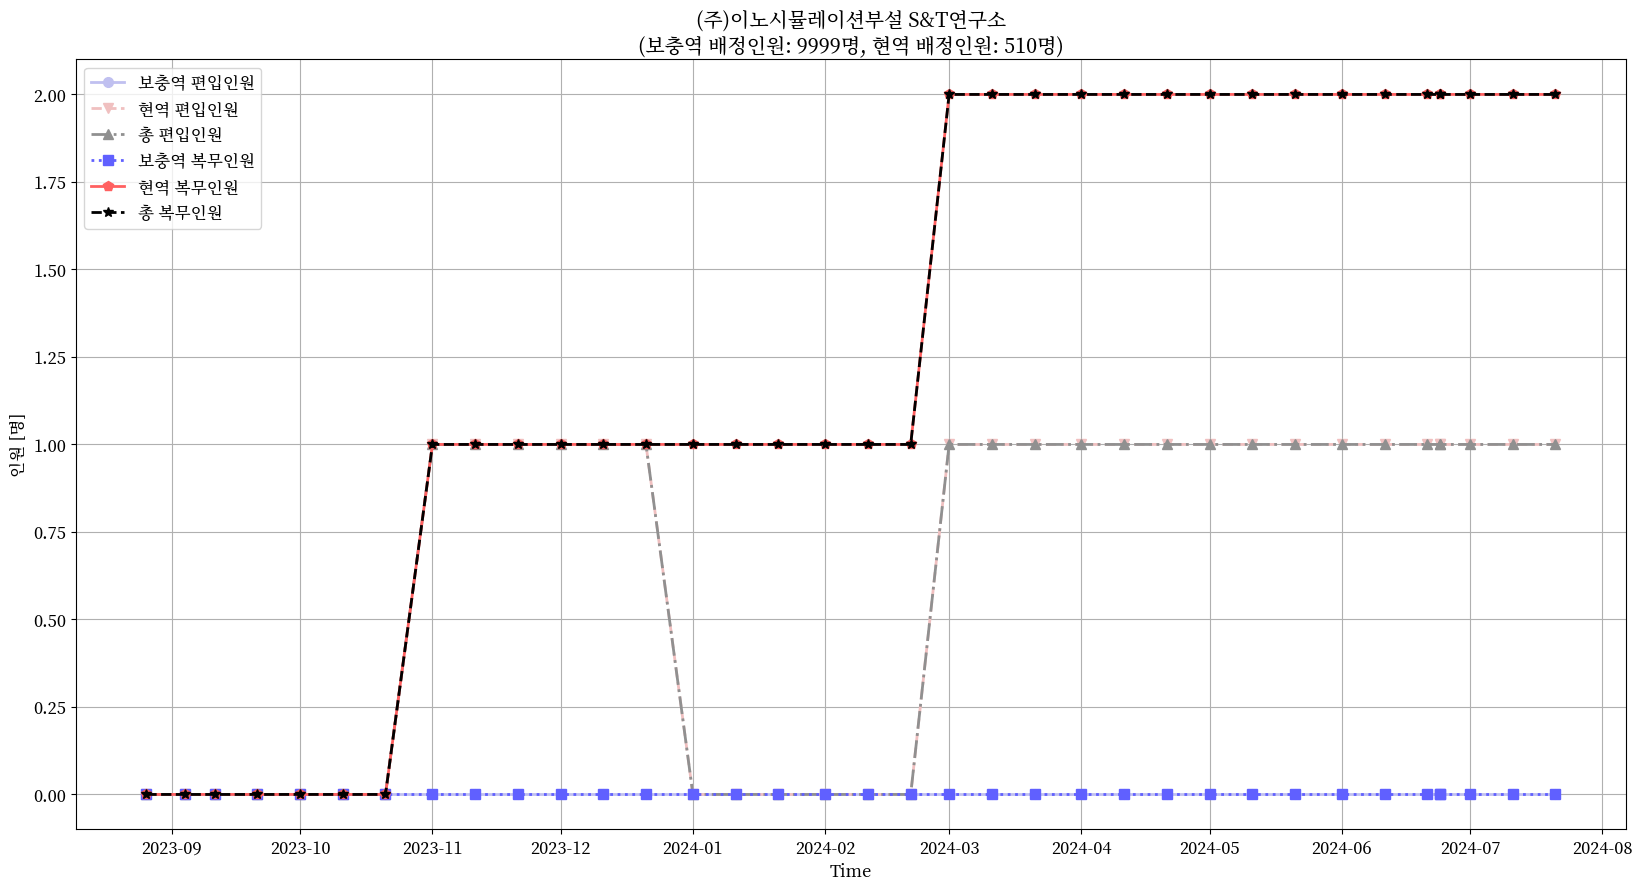 (주)이노시뮬레이션부설 S&T연구소
(보충역 배정인원: 9999명, 현역 배정인원: 510명)
보충역 편입인원
현역 편입인원
총 편입인원
보충역 복무인원
현역 복무인원
총 복무인원
2.00
1.75
1.50
1.25
1.00
0.75
0.50
0.25
0.00
인원 [명]
2023-09 2023-10 2023-11 2023-12 2024-01 2024-02 2024-03 2024-04 2024-05 2024-06 2024-07 2024-08
Time